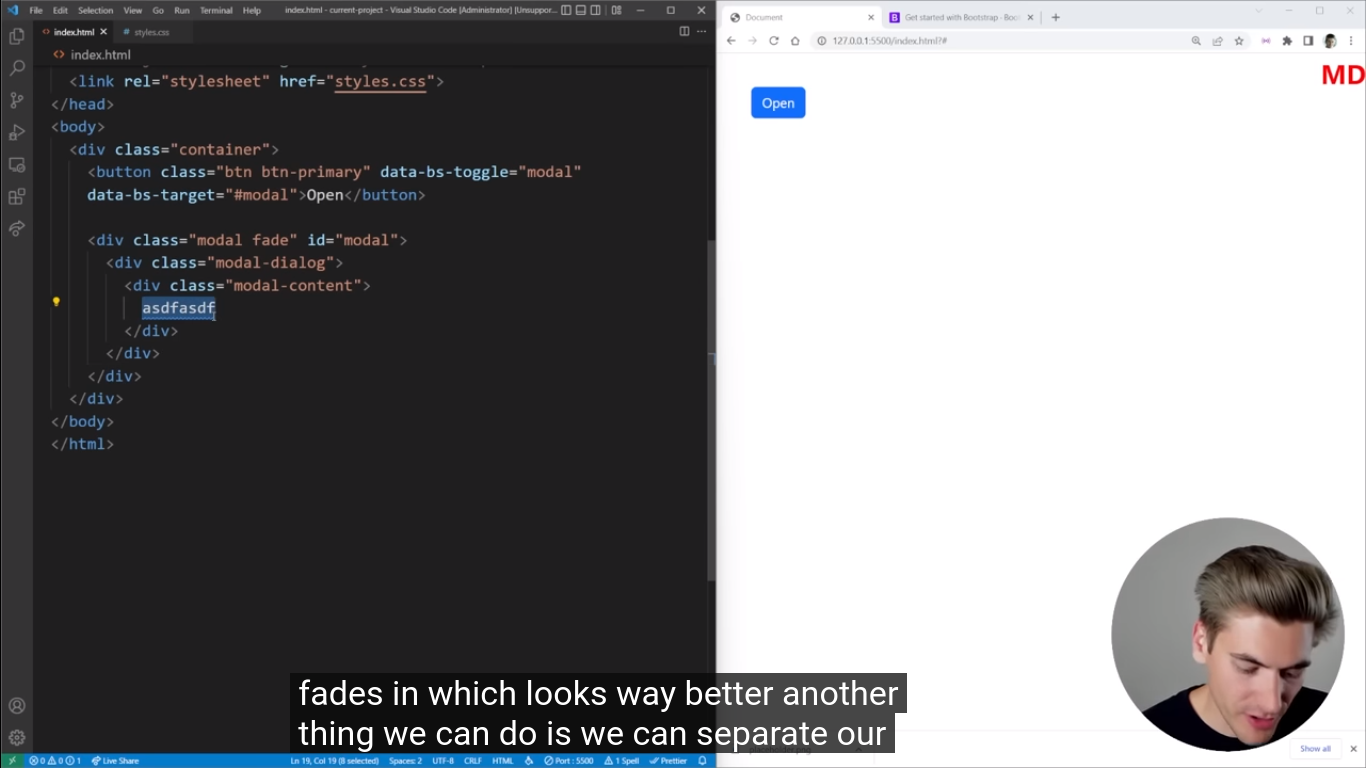 File Edit Selection View Go Run Terminal Help
index.html - current-project - Visual Studio Code [Administrator] [Unsuppor...
index.html
styles.css
index.html
<link rel="stylesheet" href="styles.css">
</head>
<body>
<div class="container">
<button class="btn btn-primary" data-bs-toggle="modal"
data-bs-target="#modal">Open</button>
<div class="modal fade" id="modal">
<div class="modal-dialog">
<div class="modal-content">
asdfasdf
</div>
</div>
</div>
</div>
</body>
</html>
Live Share
Ln 19, Col 19 (8 selected) Spaces: 2 UTF-8 CRLF HTML Port : 5500 1 Spell Prettier
Document
Get started with Bootstrap · Boo
127.0.0.1:5500/index.html?#
MD
Open
Show all
fades in which looks way better another
thing we can do is we can separate our